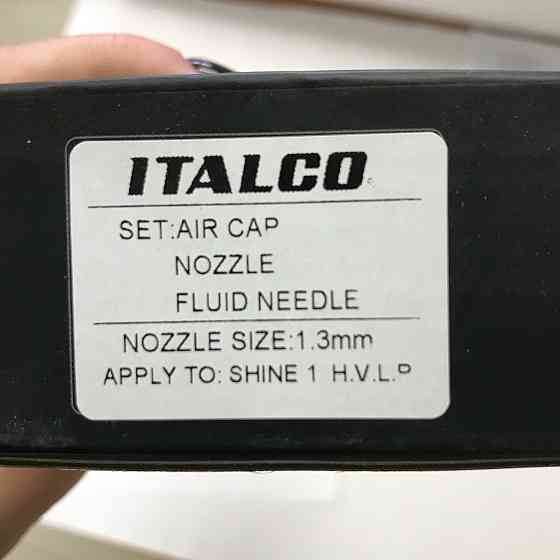 ITALCO
SET:AIR CAP
NOZZLE
FLUID NEEDLE
NOZZLE SIZE:1.3mm
APPLY TO: SHINE 1 H.V.L.P